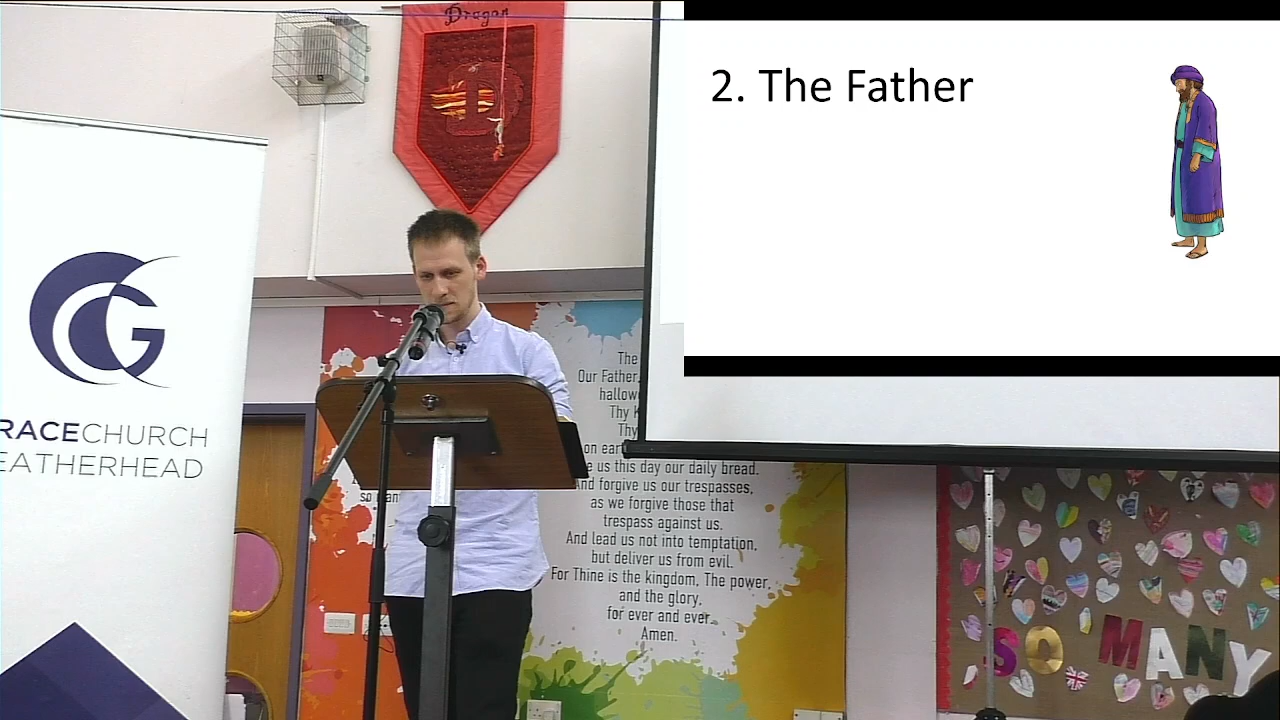 Dragon
2. The Father
RACECHURCH
EATHERHEAD
The
Our Father,
hallow
Thy
Thy
on ear
e us this day our daily bread.
And forgive us our trespasses,
as we forgive those that
trespass against us.
And lead us not into temptation,
but deliver us from evil.
For Thine is the kingdom, The power,
and the glory,
for ever and ever.
Amen.
SO MANY